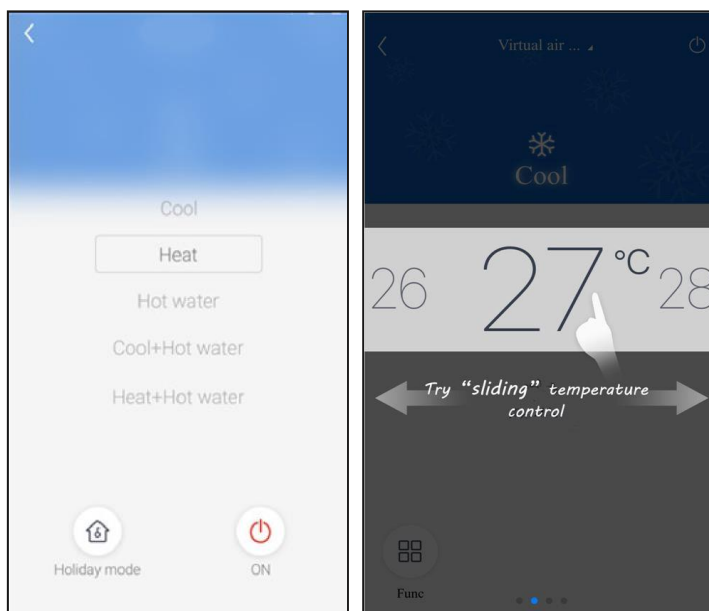 Cool
Heat
Hot water
Cool+Hot water
Heat+Hot water
Holiday mode
ON
Virtual air ...
Cool
26
27°C
28
Try “sliding” temperature
control
Func